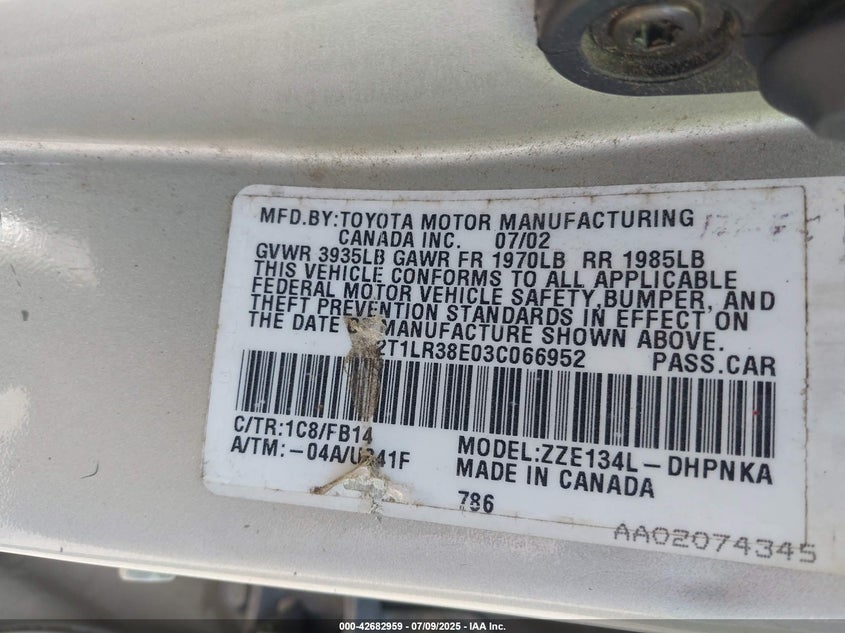 MFD.BY:TOYOTA MOTOR MANUFACTURING
CANADA INC. 07/02
GVWR 3935LB GAWR FR 1970LB RR 1985LB
THIS VEHICLE CONFORMS TO ALL APPLICABLE
FEDERAL MOTOR VEHICLE SAFETY,BUMPER, AND
THEFT PREVENTION STANDARDS IN EFFECT ON
THE DATE MANUFACTURE SHOWN ABOVE.
2T1LR38E03C066952 PASS.CAR
C/TR:1C8/FB14
A/TM:-04A/U341F
MODEL:ZZE134L-DHPNKA
MADE IN CANADA
786
AA02074345
000-42682959 - 07/09/2025 - IAA Inc.